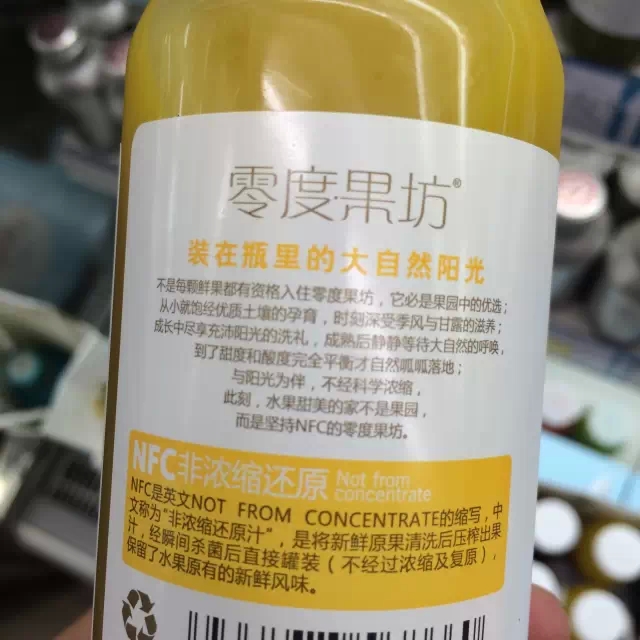 零度果坊®
装在瓶里的大自然阳光
不是每颗鲜果都有资格入住零度果坊，它必是果园中的优选；
从小就饱经优质土壤的孕育，时刻深受季风与甘露的滋养；
成长中尽享充沛阳光的洗礼，成熟后静静等待大自然的呼唤，
到了甜度和酸度完全平衡才自然呱呱落地；
与阳光为伴，不经科学浓缩，
此刻，水果甜美的家不是果园，
而是坚持NFC的零度果坊。
NFC非浓缩还原 Not from
concentrate
NFC是英文NOT FROM CONCENTRATE的缩写，中
文称为“非浓缩还原汁”，是将新鲜原果清洗后压榨出果
汁，经瞬间杀菌后直接罐装（不经过浓缩及复原），
保留了水果原有的新鲜风味。